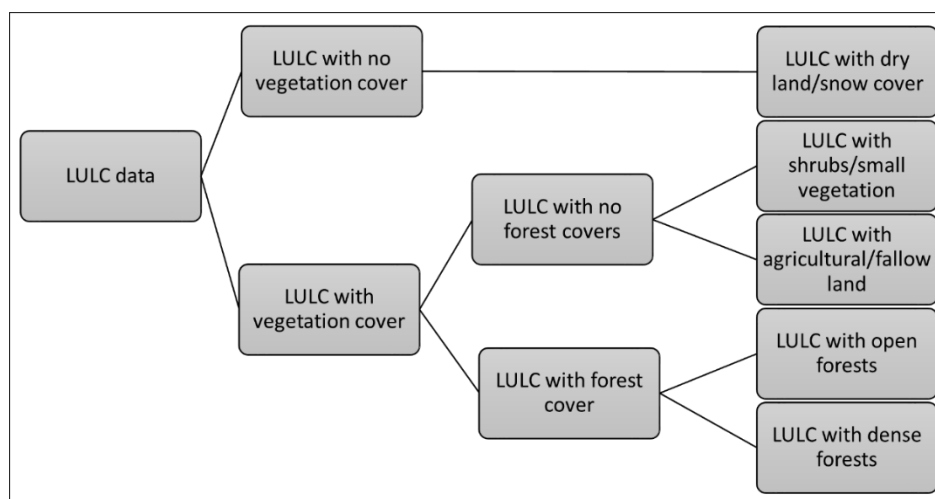 LULC data
LULC with no
vegetation cover
LULC with
vegetation cover
LULC with no
forest covers
LULC with forest
cover
LULC with dry
land/snow cover
LULC with
shrubs/small
vegetation
LULC with
agricultural/fallow
land
LULC with open
forests
LULC with dense
forests